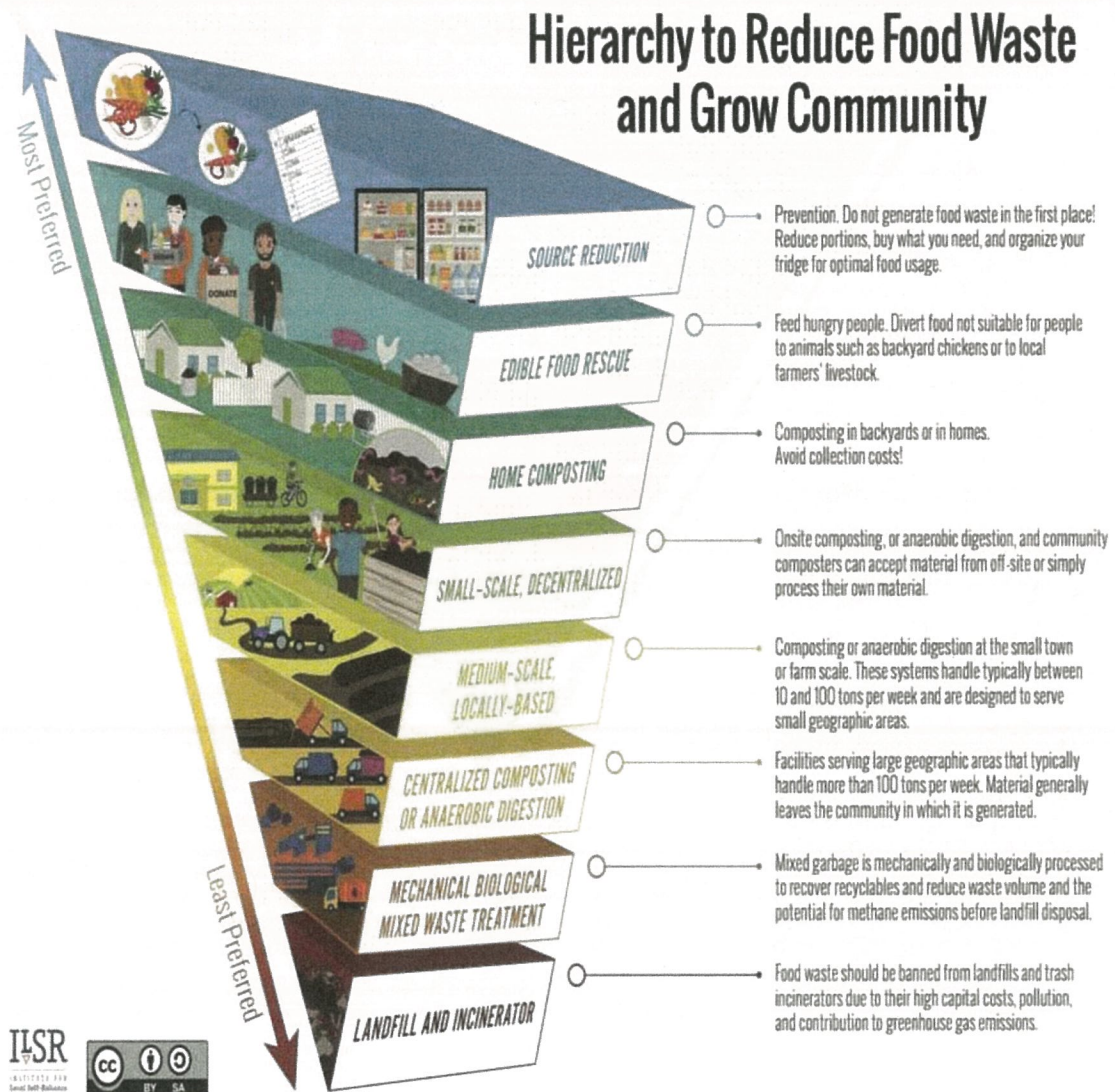 Hierarchy to Reduce Food Waste
and Grow Community
Most Preferred
SOURCE REDUCTION
Prevention. Do not generate food waste in the first place!
Reduce portions, buy what you need, and organize your
fridge for optimal food usage.
DONATE
EDIBLE FOOD RESCUE
Feed hungry people. Divert food not suitable for people
to animals such as backyard chickens or to local
farmers' livestock.
HOME COMPOSTING
Composting in backyards or in homes.
Avoid collection costs!
SMALL-SCALE, DECENTRALIZED
Onsite composting, or anaerobic digestion, and community
composters can accept material from off-site or simply
process their own material.
MEDIUM-SCALE,
LOCALLY-BASED
Composting or anaerobic digestion at the small town
or farm scale. These systems handle typically between
10 and 100 tons per week and are designed to serve
small geographic areas.
CENTRALIZED COMPOSTING
OR ANAEROBIC DIGESTION
Facilities serving large geographic areas that typically
handle more than 100 tons per week. Material generally
leaves the community in which it is generated.
MECHANICAL BIOLOGICAL
MIXED WASTE TREATMENT
Mixed garbage is mechanically and biologically processed
to recover recyclables and reduce waste volume and the
potential for methane emissions before landfill disposal.
Least Preferred
LANDFILL AND INCINERATOR
Food waste should be banned from landfills and trash
incinerators due to their high capital costs, pollution,
and contribution to greenhouse gas emissions.
ILSR
INSTITUTE FOR
Local Self-Reliance
cc
BY SA